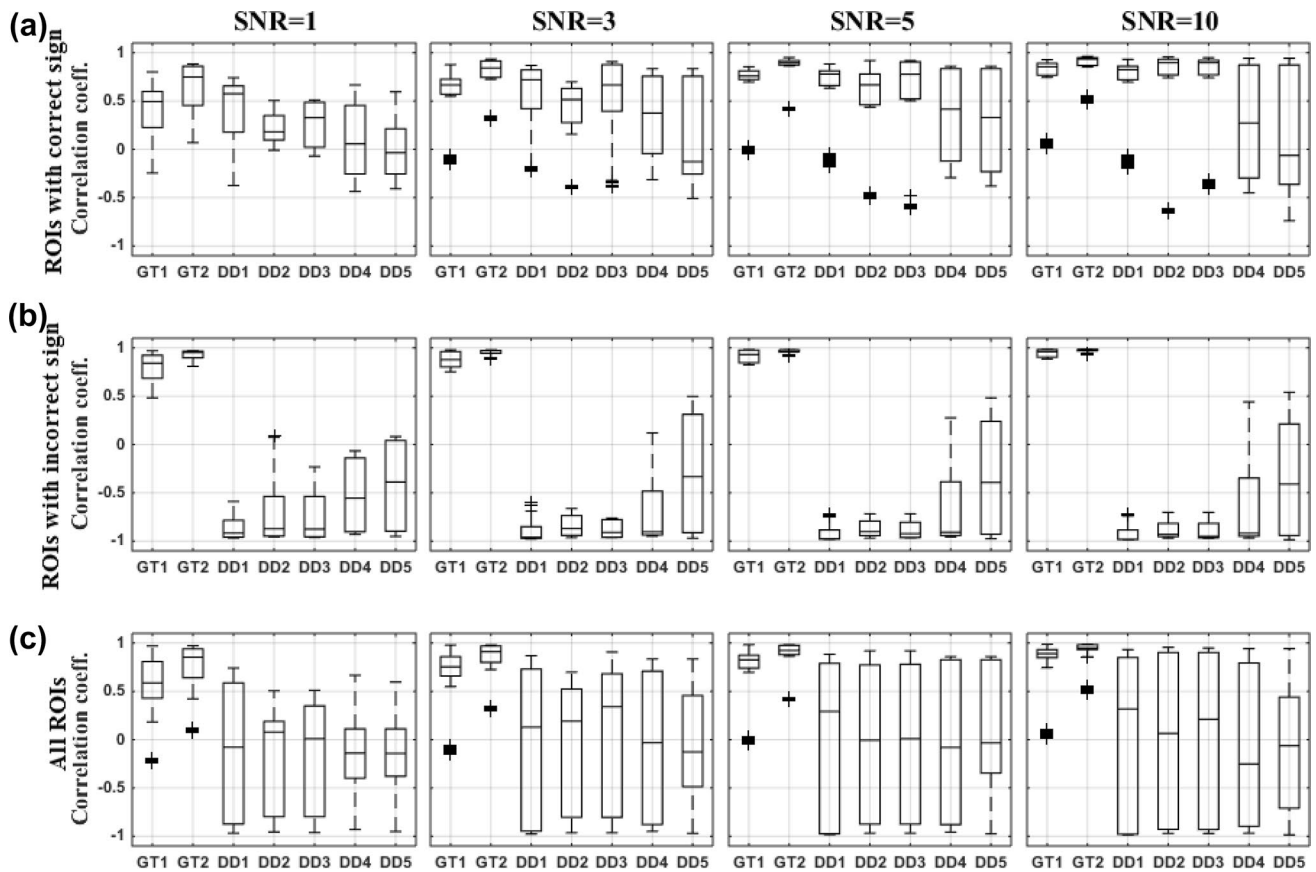 SNR=1 SNR=3 SNR=5 SNR=10
(a)
ROIs with correct sign
Correlation coeff.
1
0.5
0
-0.5
-1
GT1 GT2 DD1 DD2 DD3 DD4 DD5 GT1 GT2 DD1 DD2 DD3 DD4 DD5 GT1 GT2 DD1 DD2 DD3 DD4 DD5 GT1 GT2 DD1 DD2 DD3 DD4 DD5
(b)
ROIs with incorrect sign
Correlation coeff.
1
0.5
0
-0.5
-1
GT1 GT2 DD1 DD2 DD3 DD4 DD5 GT1 GT2 DD1 DD2 DD3 DD4 DD5 GT1 GT2 DD1 DD2 DD3 DD4 DD5 GT1 GT2 DD1 DD2 DD3 DD4 DD5
(c)
All ROIs
Correlation coeff.
1
0.5
0
-0.5
-1
GT1 GT2 DD1 DD2 DD3 DD4 DD5 GT1 GT2 DD1 DD2 DD3 DD4 DD5 GT1 GT2 DD1 DD2 DD3 DD4 DD5 GT1 GT2 DD1 DD2 DD3 DD4 DD5